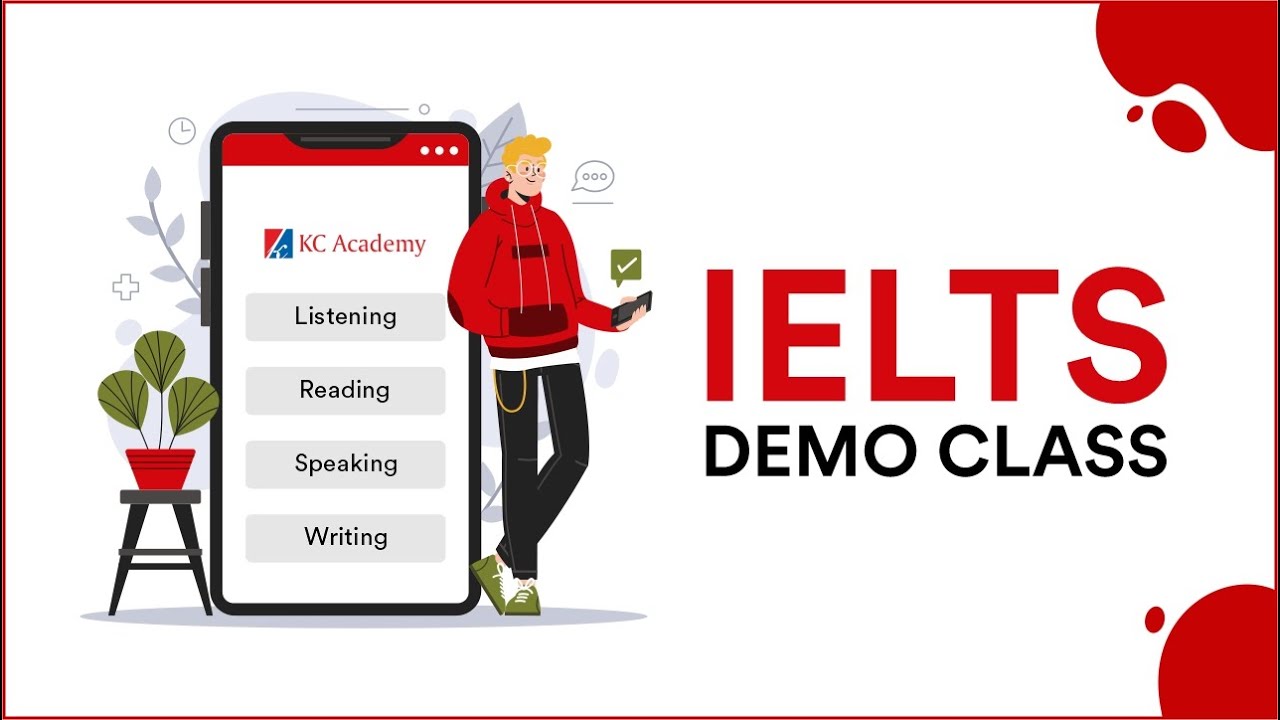 KC Academy
Listening
Reading
Speaking
Writing
IELTS
DEMO CLASS